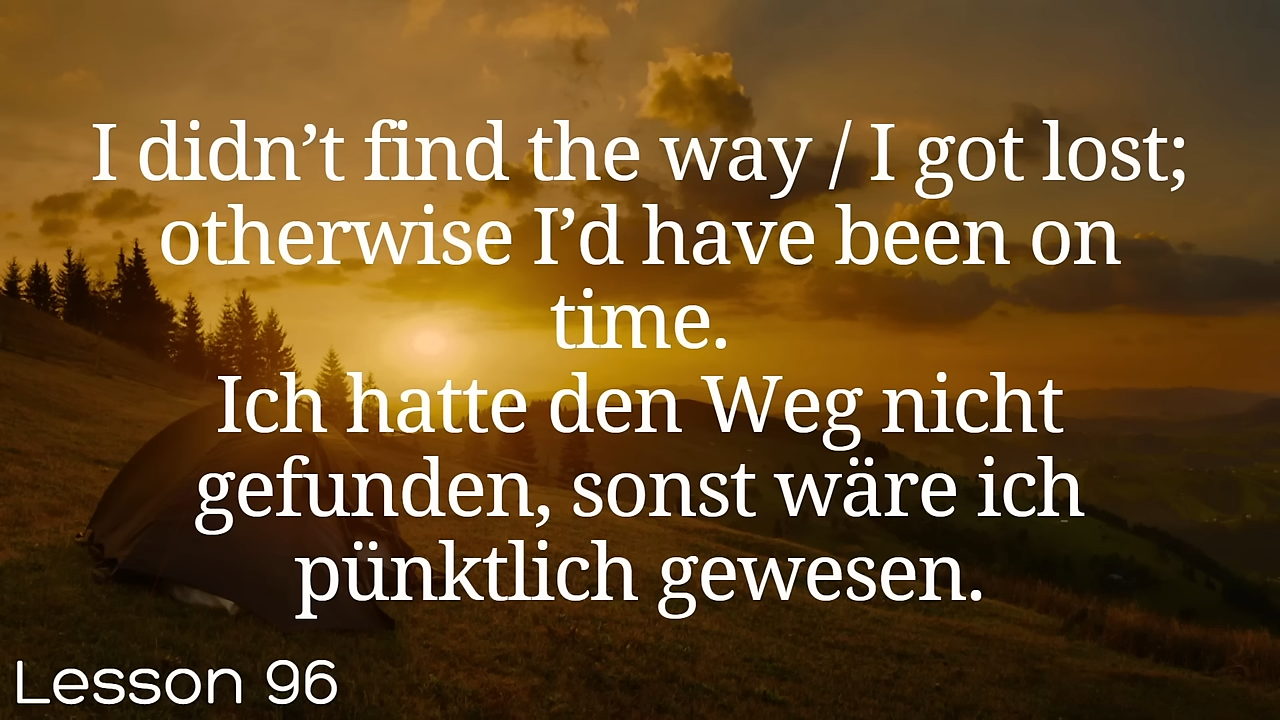 I didn’t find the way / I got lost;
otherwise I’d have been on
time.
Ich hatte den Weg nicht
gefunden, sonst wäre ich
pünktlich gewesen.
Lesson 96